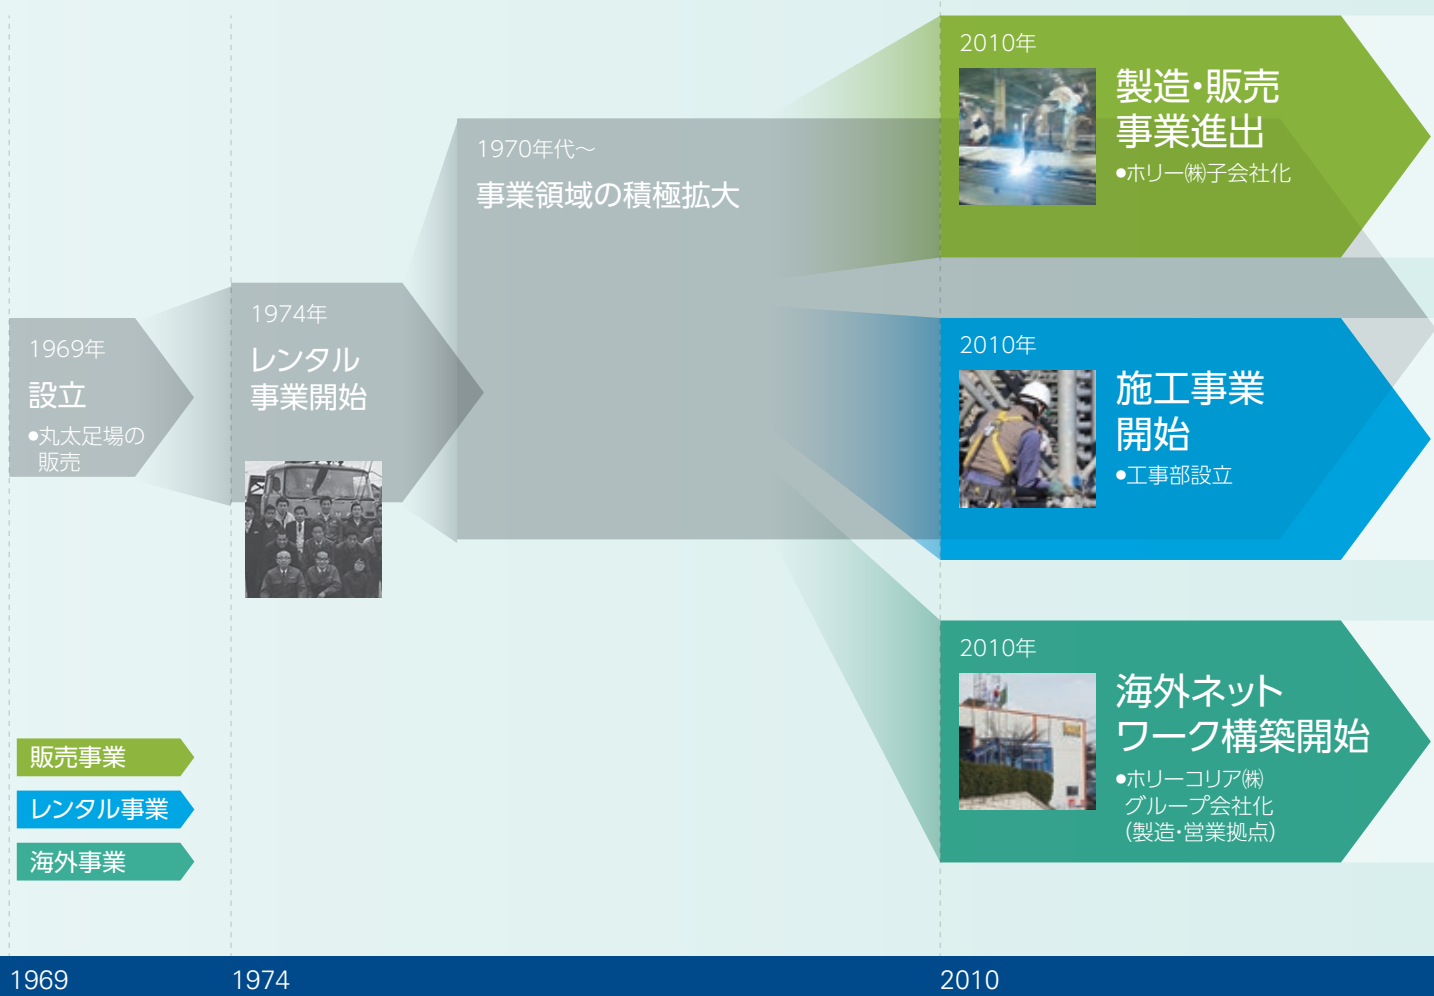 1969年
設立
●丸太足場の
販売
1974年
レンタル
事業開始
1970年代～
事業領域の積極拡大
2010年
製造・販売
事業進出
●ホリー㈱子会社化
2010年
施工事業
開始
●工事部設立
2010年
海外ネット
ワーク構築開始
●ホリーコリア㈱
グループ会社化
（製造・営業拠点）
販売事業
レンタル事業
海外事業
1969
1974
2010